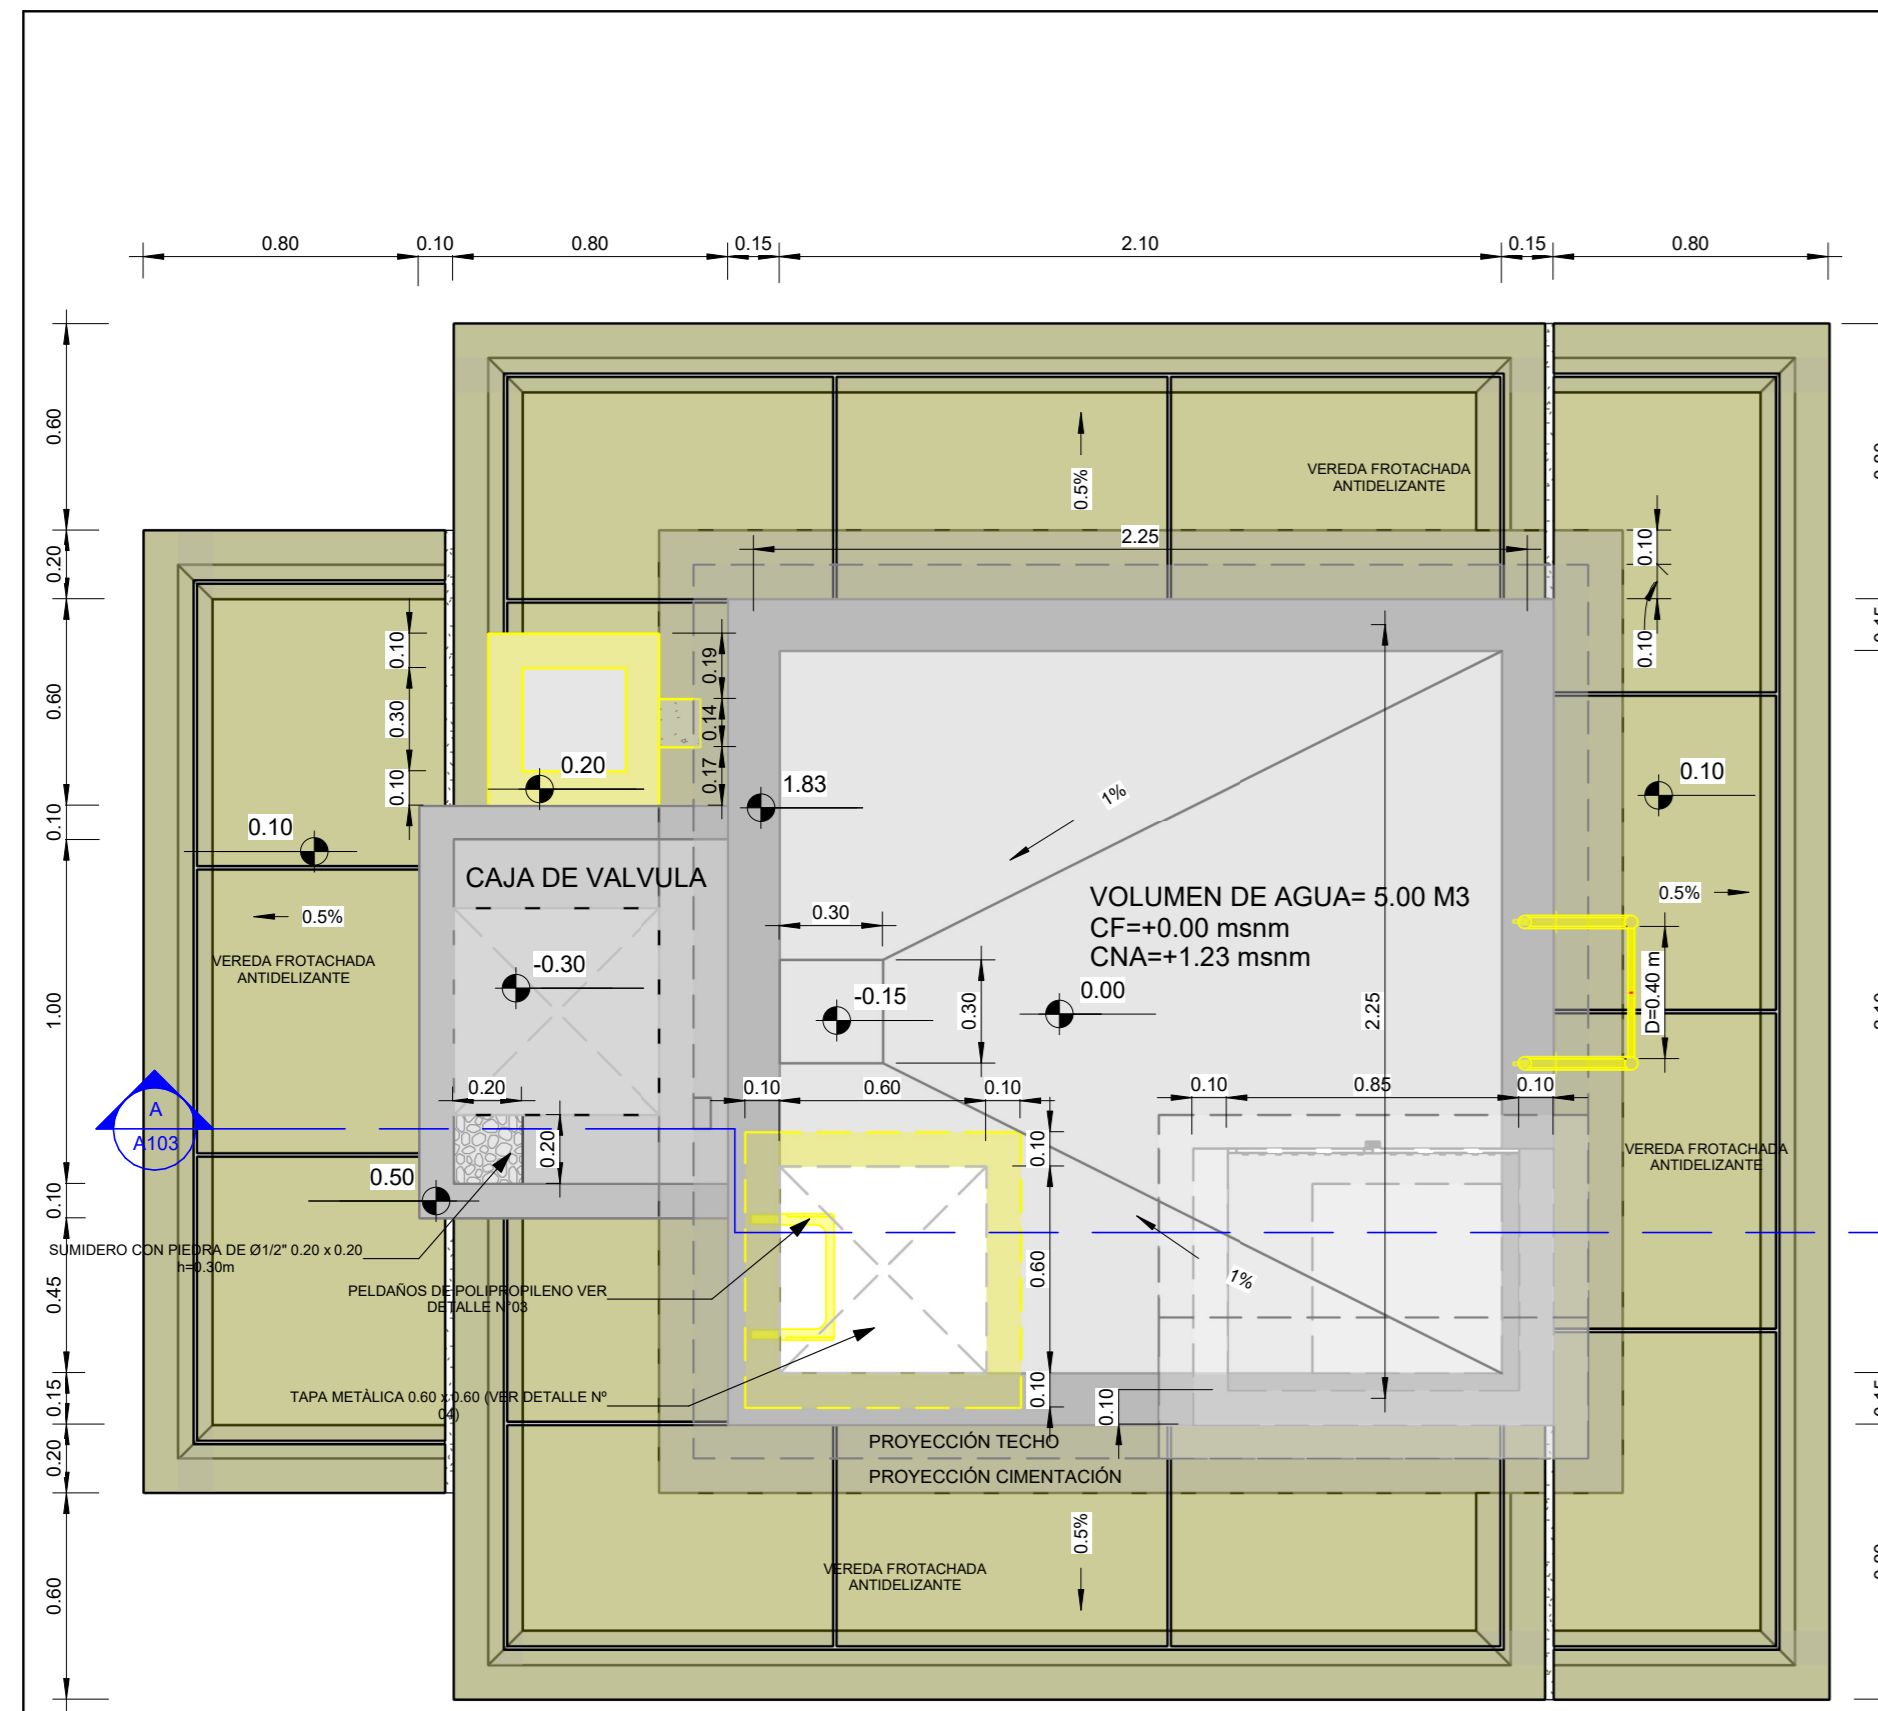 0.80
0.10
0.80
0.15
2.10
0.15
0.80
0.60
0.20
0.60
0.10
1.00
0.10
0.45
0.15
0.20
0.60
VEREDA FROTACHADA
ANTIDELIZANTE
0.5%
2.25
0.10
0.10
0.10
0.30
0.10
0.19
0.14
0.17
0.20
1.83
1%
0.10
0.10
CAJA DE VALVULA
VOLUMEN DE AGUA= 5.00 M3
CF=+0.00 msnm
CNA=+1.23 msnm
0.5%
0.5%
0.30
VEREDA FROTACHADA
ANTIDELIZANTE
-0.30
-0.15
0.30
0.00
2.25
D=0.40 m
0.20
0.10
0.60
0.10
0.10
0.85
0.10
A
A103
0.20
0.10
VEREDA FROTACHADA
ANTIDELIZANTE
0.50
SUMIDERO CON PIEDRA DE Ø1/2" 0.20 x 0.20
h=0.30m
0.60
1%
PELDAÑOS DE POLIPROPILENO VER
DETALLE N°03
TAPA METÀLICA 0.60 x 0.60 (VER DETALLE Nº
04)
0.10
0.10
PROYECCIÓN TECHO
PROYECCIÓN CIMENTACIÓN
0.5%
VEREDA FROTACHADA
ANTIDELIZANTE